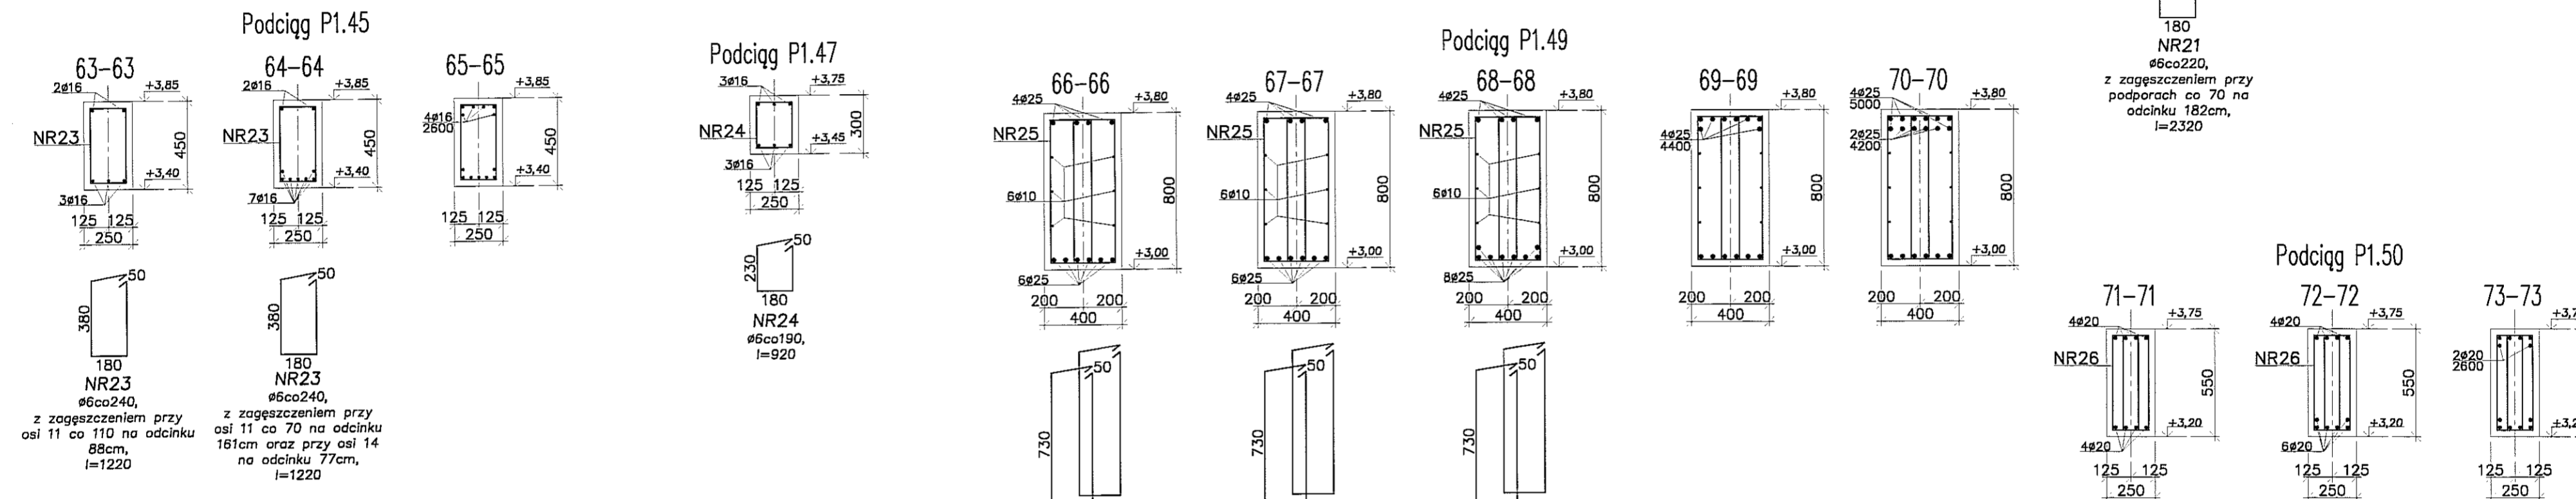 Podciąg P1.45
63-63
2ø16
+3,85
NR23
450
+3,40
3ø16
125 125
250
380
50
180
NR23
ø6co240,
z zagęszczeniem przy
osi 11 co 110 na odcinku
88cm,
l=1220
64-64
2ø16
+3,85
NR23
450
+3,40
7ø16
125 125
250
380
50
180
NR23
ø6co240,
z zagęszczeniem przy
osi 11 co 70 na odcinku
161cm oraz przy osi 14
na odcinku 77cm,
l=1220
65-65
+3,85
4ø16
2600
450
+3,40
125 125
250
Podciąg P1.47
3ø16
+3,75
NR24
300
+3,45
3ø16
125 125
250
230
50
180
NR24
ø6co190,
l=920
Podciąg P1.49
66-66
4ø25
+3,80
NR25
6ø10
800
+3,00
6ø25
200 200
400
50
730
67-67
4ø25
+3,80
NR25
6ø10
800
+3,00
6ø25
200 200
400
50
730
68-68
4ø25
+3,80
NR25
6ø10
800
+3,00
8ø25
200 200
400
50
730
69-69
+3,80
4ø25
4400
800
+3,00
200 200
400
70-70
4ø25
5000
+3,80
2ø25
4200
800
+3,00
200 200
400
180
NR21
ø6co220,
z zagęszczeniem przy
podporach co 70 na
odcinku 182cm,
l=2320
Podciąg P1.50
71-71
4ø20
+3,75
NR26
550
+3,20
4ø20
125 125
250
72-72
4ø20
+3,75
NR26
550
+3,20
6ø20
125 125
250
73-73
2ø20
2600
125 125
250